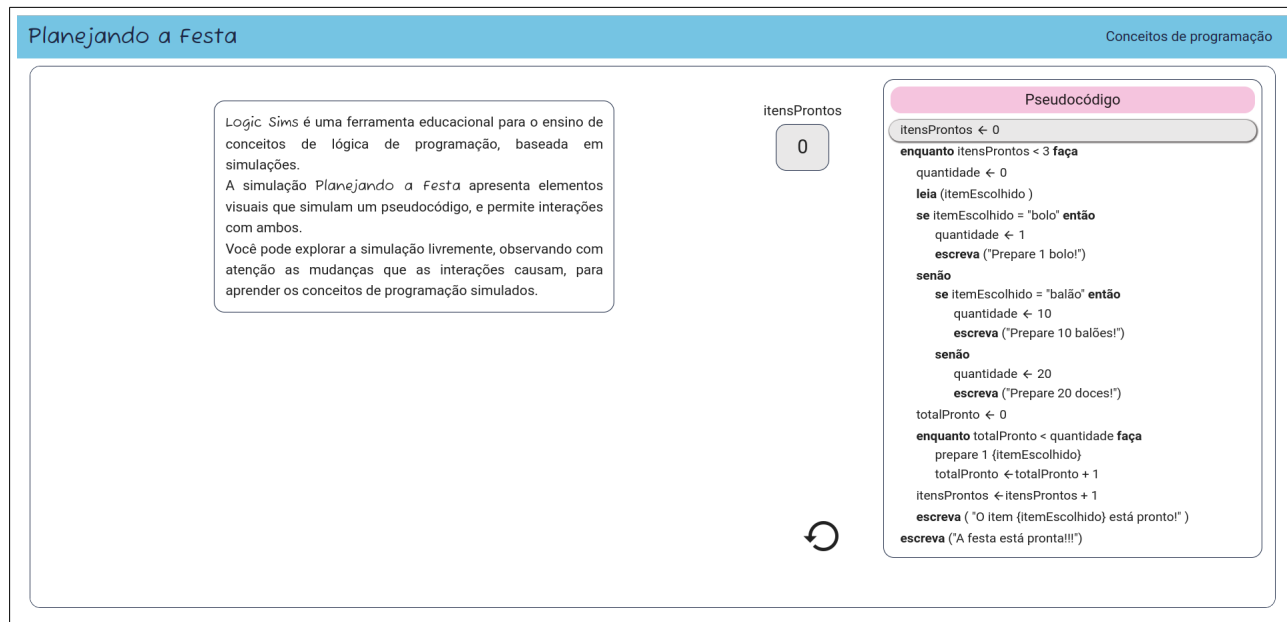 Planejando a Festa
Conceitos de programação
Logic Sims é uma ferramenta educacional para o ensino de
conceitos de lógica de programação, baseada em
simulações.
A simulação Planejando a Festa apresenta elementos
visuais que simulam um pseudocódigo, e permite interações
com ambos.
Você pode explorar a simulação livremente, observando com
atenção as mudanças que as interações causam, para
aprender os conceitos de programação simulados.
itensProntos
0
Pseudocódigo
itensProntos ← 0
enquanto itensProntos < 3 faça
quantidade ← 0
leia (itemEscolhido )
se itemEscolhido = "bolo" então
quantidade ← 1
escreva ("Prepare 1 bolo!")
senão
se itemEscolhido = "balão" então
quantidade ← 10
escreva ("Prepare 10 balões!")
senão
quantidade ← 20
escreva ("Prepare 20 doces!")
totalPronto ← 0
enquanto totalPronto < quantidade faça
prepare 1 {itemEscolhido}
totalPronto ←totalPronto + 1
itensProntos ←itensProntos + 1
escreva ( "O item {itemEscolhido} está pronto!" )
escreva ("A festa está pronta!!!")